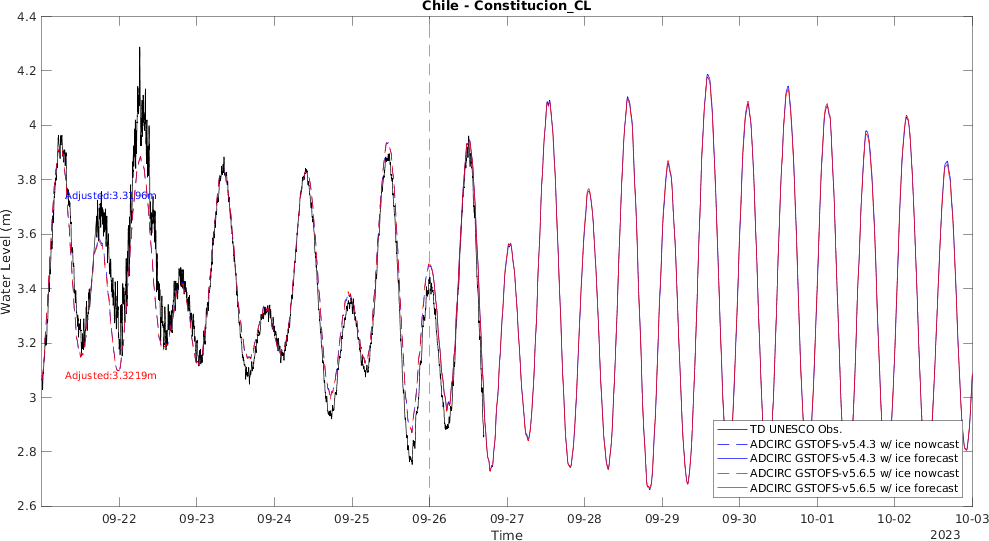 Chile - Constitucion_CL
4.4
4.2
4
3.8
3.6
3.4
3.2
3
2.8
2.6
Water Level (m)
Adjusted:3.3196m
Adjusted:3.3219m
TD UNESCO Obs.
ADCIRC GSTOFS-v5.4.3 w/ ice nowcast
ADCIRC GSTOFS-v5.4.3 w/ ice forecast
ADCIRC GSTOFS-v5.6.5 w/ ice nowcast
ADCIRC GSTOFS-v5.6.5 w/ ice forecast
09-22 09-23 09-24 09-25 09-26 09-27 09-28 09-29 09-30 10-01 10-02 10-03
Time
2023